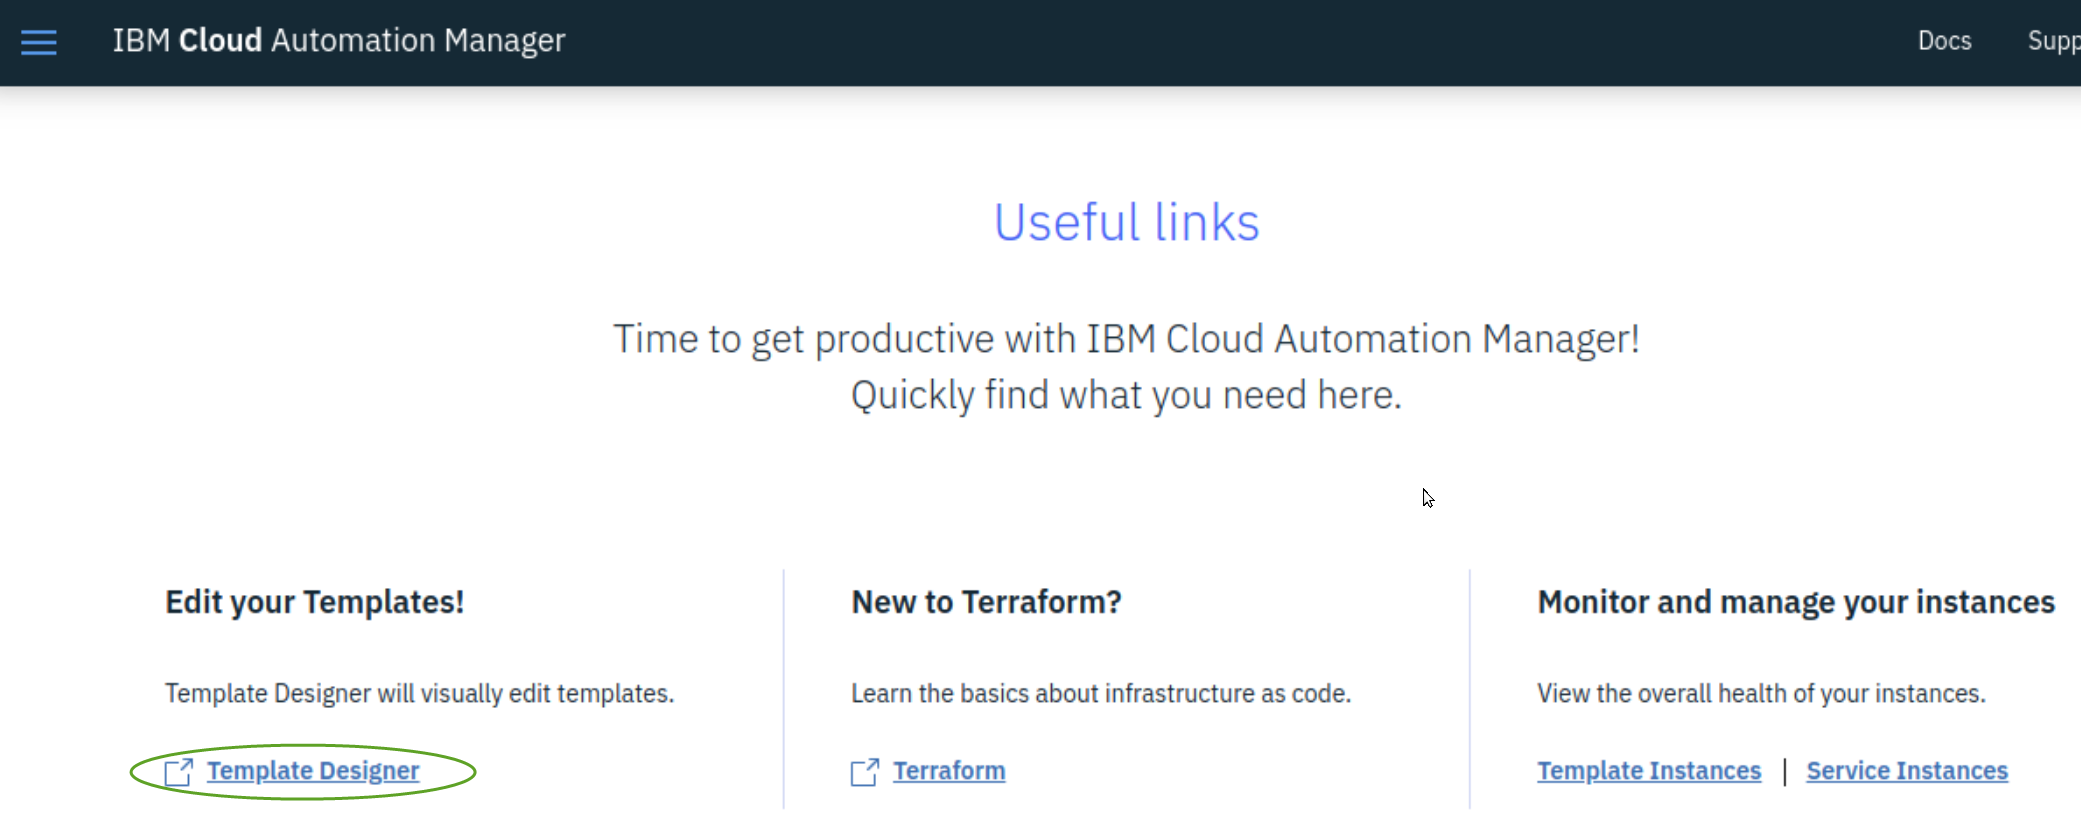 IBM Cloud Automation Manager
Docs
Supp
Useful links
Time to get productive with IBM Cloud Automation Manager!
Quickly find what you need here.
Edit your Templates!
Template Designer will visually edit templates.
Template Designer
New to Terraform?
Learn the basics about infrastructure as code.
Terraform
Monitor and manage your instances
View the overall health of your instances.
Template Instances | Service Instances